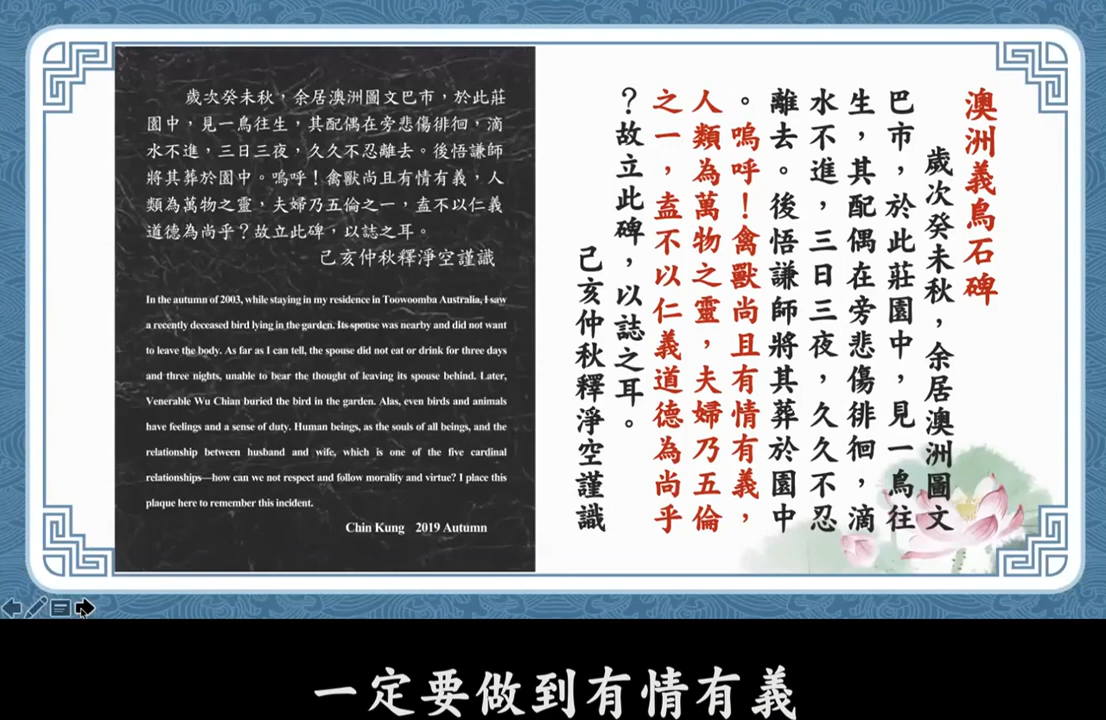 歲次癸未秋，余居澳洲圖文巴市，於此莊
園中，見一鳥往生，其配偶在旁悲傷徘徊，滴
水不進，三日三夜，久久不忍離去。後悟謙師
將其葬於園中。嗚呼！禽獸尚且有情有義，人
類為萬物之靈，夫婦乃五倫之一，盍不以仁義
道德為尚乎？故立此碑，以誌之耳。
己亥仲秋釋淨空謹識
In the autumn of 2003, while staying in my residence in Toowoomba Australia, I saw
a recently deceased bird lying in the garden. Its spouse was nearby and did not want
to leave the body. As far as I can tell, the spouse did not eat or drink for three days
and three nights, unable to bear the thought of leaving its spouse behind. Later,
Venerable Wu Chian buried the bird in the garden. Alas, even birds and animals
have feelings and a sense of duty. Human beings, as the souls of all beings, and the
relationship between husband and wife, which is one of the five cardinal
relationships—how can we not respect and follow morality and virtue? I place this
plaque here to remember this incident.
Chin Kung 2019 Autumn
澳洲義鳥石碑
歲次癸未秋，余居澳洲圖文
巴市，於此莊園中，見一鳥往
生，其配偶在旁悲傷徘徊，滴
水不進，三日三夜，久久不忍
離去。後悟謙師將其葬於園中
。嗚呼！禽獸尚且有情有義，
人類為萬物之靈，夫婦乃五倫
之一，盍不以仁義道德為尚乎
？故立此碑，以誌之耳。
己亥仲秋釋淨空謹識
一定要做到有情有義